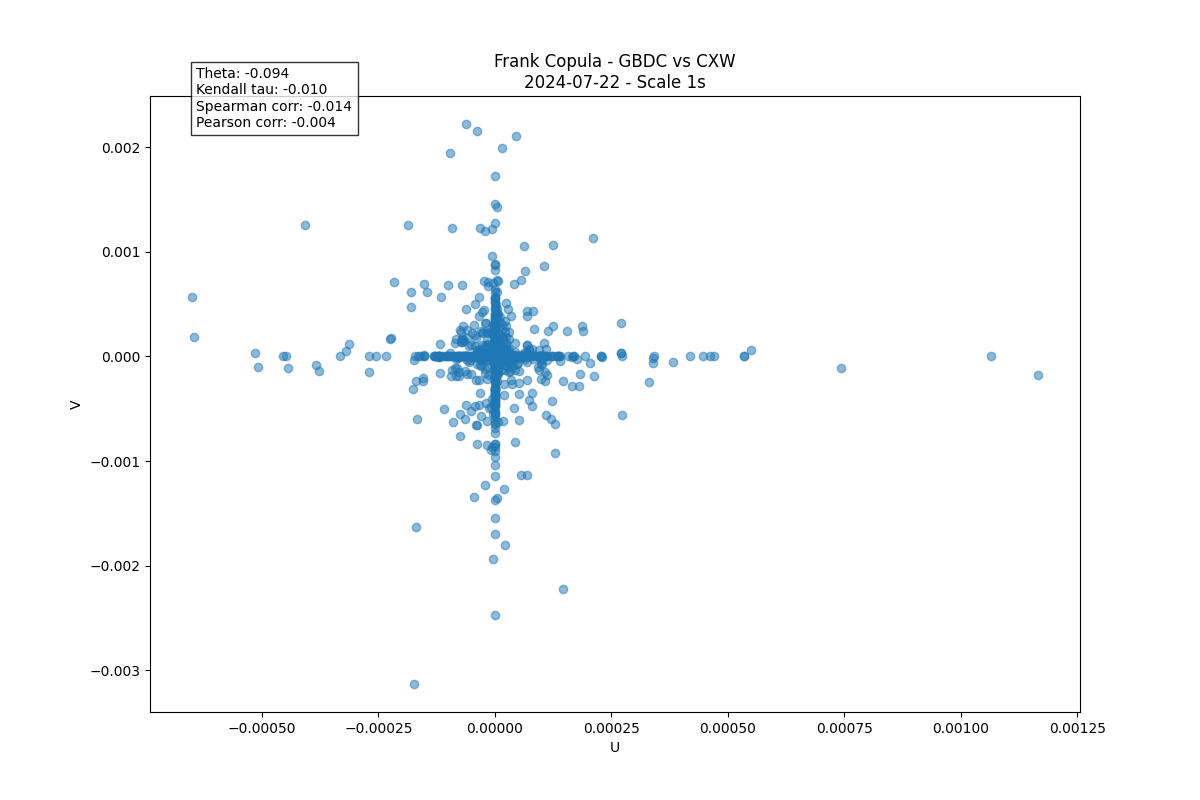 Frank Copula - GBDC vs CXW
2024-07-22 - Scale 1s
Theta: -0.094
Kendall tau: -0.010
Spearman corr: -0.014
Pearson corr: -0.004
V
0.002
0.001
0.000
−0.001
−0.002
−0.003
−0.00050 −0.00025 0.00000 0.00025 0.00050 0.00075 0.00100 0.00125
U